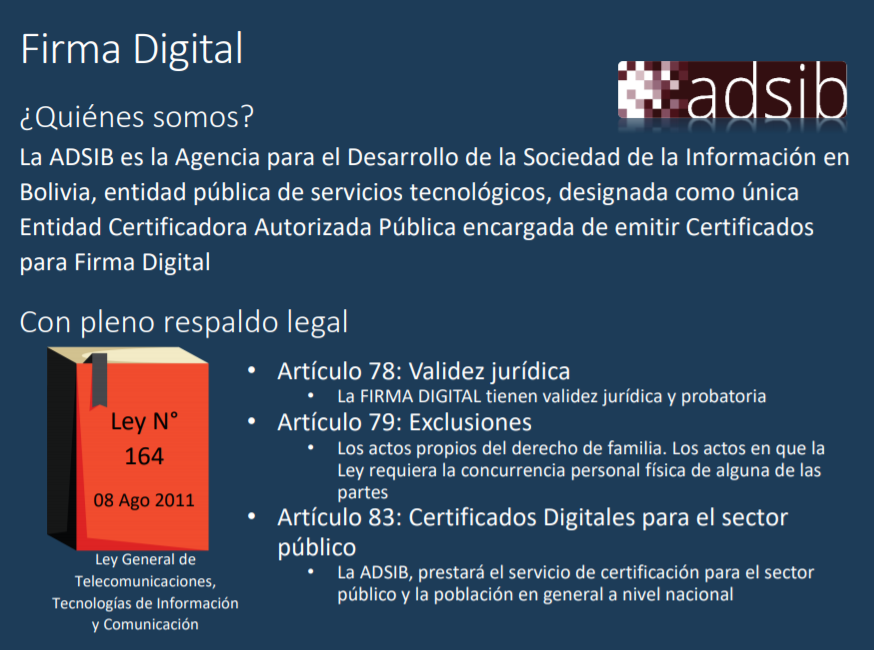 Firma Digital
adsib
¿Quiénes somos?
La ADSIB es la Agencia para el Desarrollo de la Sociedad de la Información en
Bolivia, entidad pública de servicios tecnológicos, designada como única
Entidad Certificadora Autorizada Pública encargada de emitir Certificados
para Firma Digital
Con pleno respaldo legal
Ley N°
164
08 Ago 2011
Ley General de
Telecomunicaciones,
Tecnologías de Información
y Comunicación
• Artículo 78: Validez jurídica
• La FIRMA DIGITAL tienen validez jurídica y probatoria
• Artículo 79: Exclusiones
• Los actos propios del derecho de familia. Los actos en que la
Ley requiera la concurrencia personal física de alguna de las
partes
• Artículo 83: Certificados Digitales para el sector
público
• La ADSIB, prestará el servicio de certificación para el sector
público y la población en general a nivel nacional